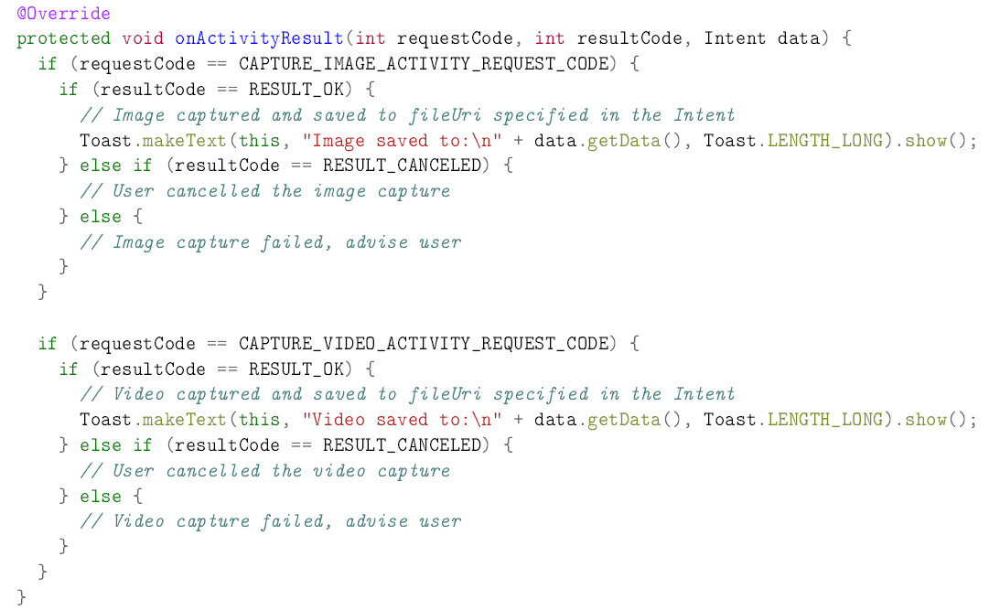 @Override
protected void onActivityResult(int requestCode, int resultCode, Intent data) {
  if (requestCode == CAPTURE_IMAGE_ACTIVITY_REQUEST_CODE) {
    if (resultCode == RESULT_OK) {
      // Image captured and saved to fileUri specified in the Intent
      Toast.makeText(this, "Image saved to:\n" + data.getData(), Toast.LENGTH_LONG).show();
    } else if (resultCode == RESULT_CANCELED) {
      // User cancelled the image capture
    } else {
      // Image capture failed, advise user
    }
  }

  if (requestCode == CAPTURE_VIDEO_ACTIVITY_REQUEST_CODE) {
    if (resultCode == RESULT_OK) {
      // Video captured and saved to fileUri specified in the Intent
      Toast.makeText(this, "Video saved to:\n" + data.getData(), Toast.LENGTH_LONG).show();
    } else if (resultCode == RESULT_CANCELED) {
      // User cancelled the video capture
    } else {
      // Video capture failed, advise user
    }
  }
}